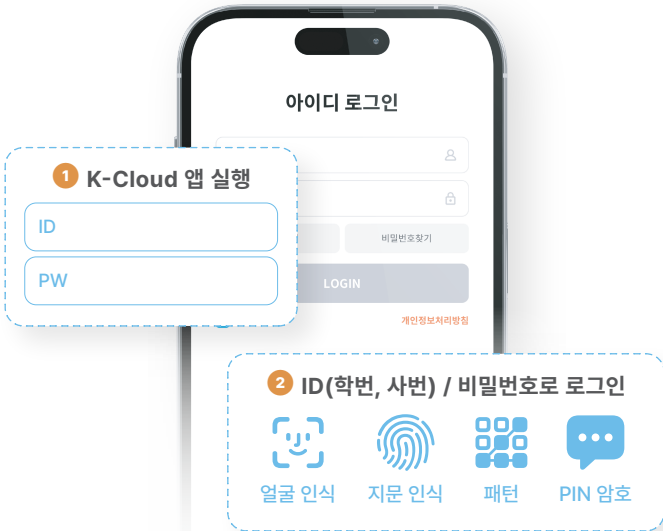 아이디 로그인
1 K-Cloud 앱 실행
ID
PW
비밀번호찾기
LOGIN
개인정보처리방침
2 ID(학번, 사번) / 비밀번호로 로그인
얼굴 인식 지문 인식 패턴 PIN 암호